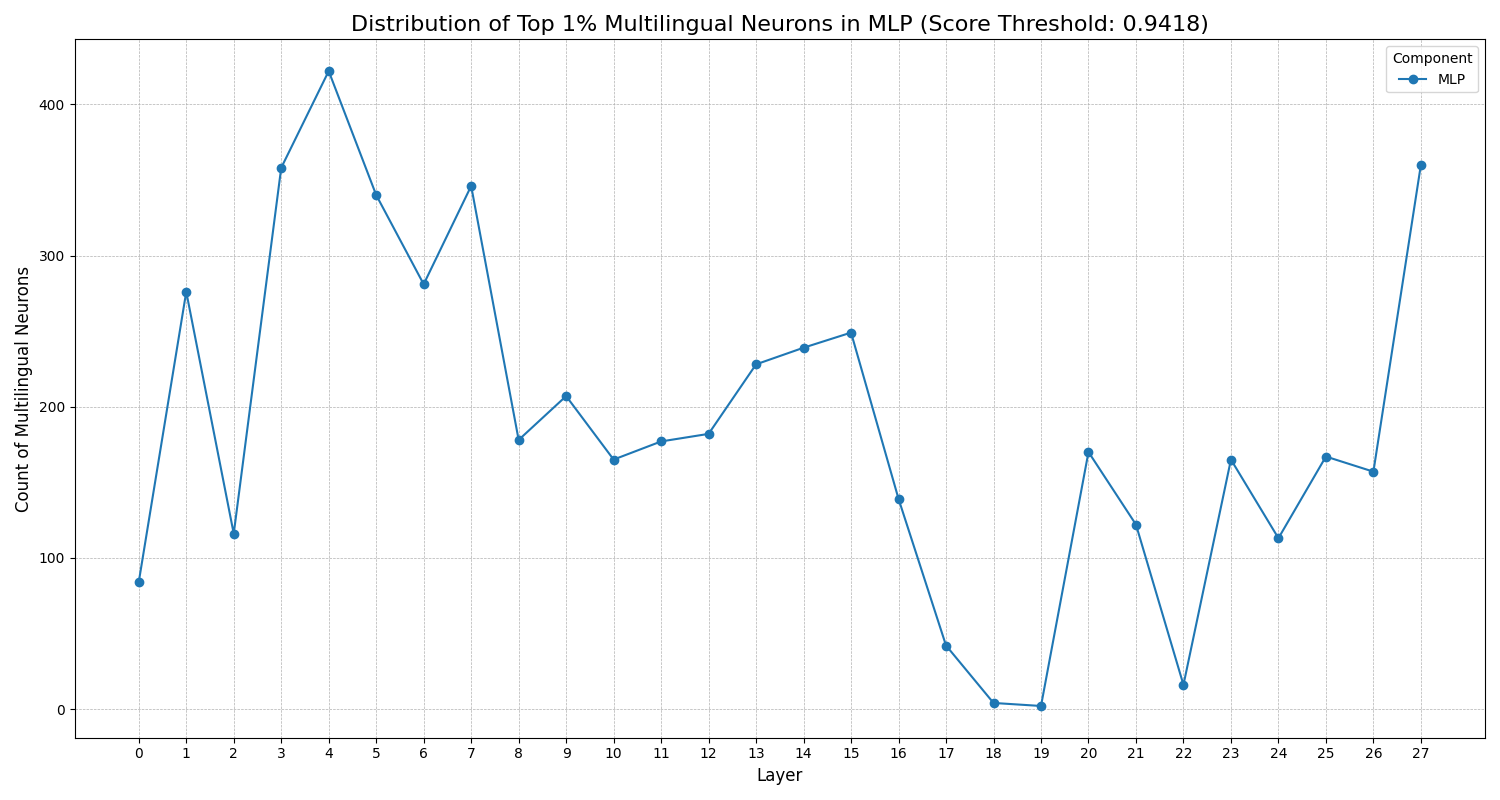 Distribution of Top 1% Multilingual Neurons in MLP (Score Threshold: 0.9418)
Component
MLP
Count of Multilingual Neurons
400
300
200
100
0
0 1 2 3 4 5 6 7 8 9 10 11 12 13 14 15 16 17 18 19 20 21 22 23 24 25 26 27
Layer